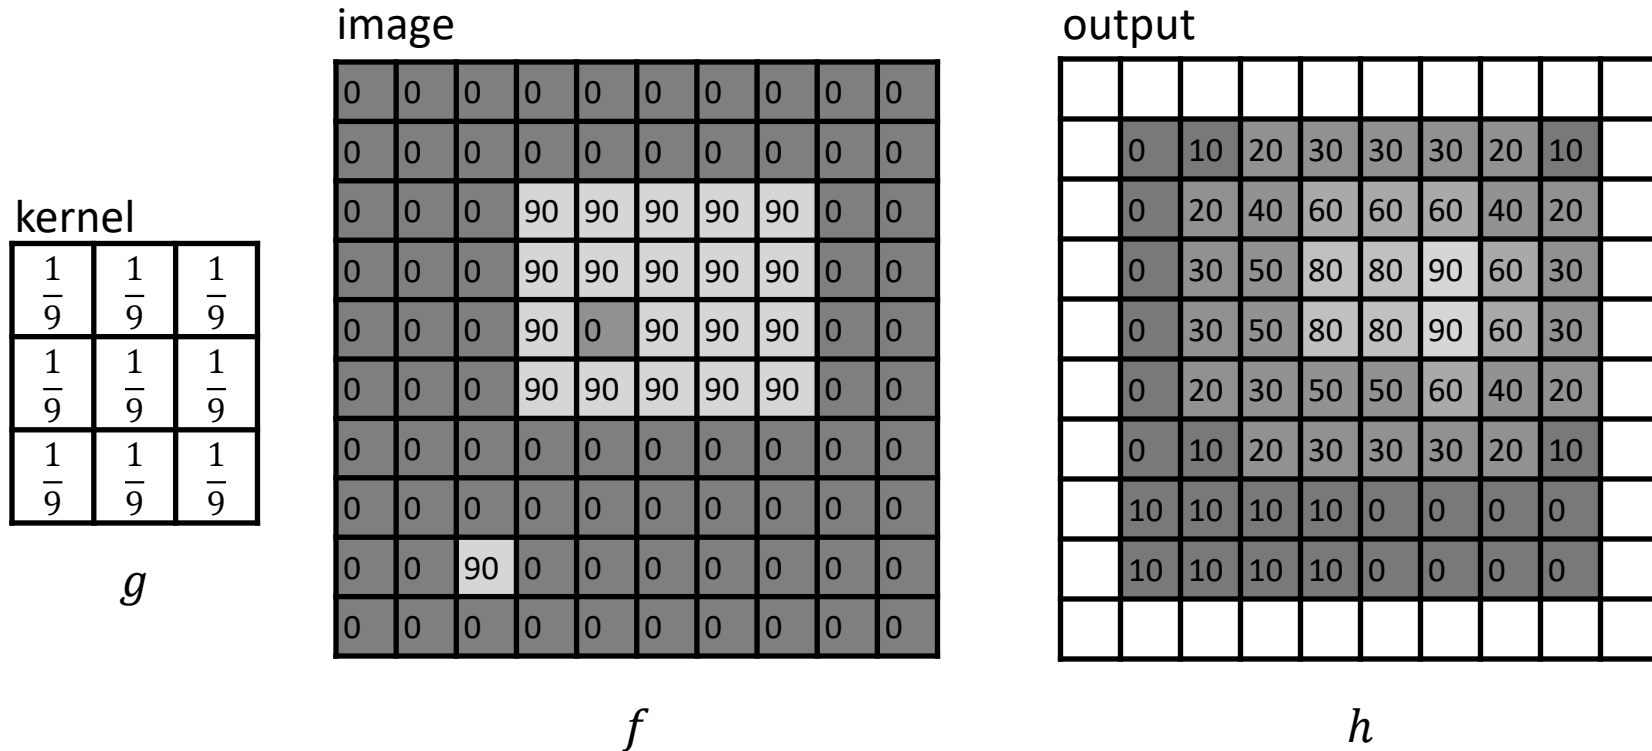 image
0 0 0 0 0 0 0 0 0 0
0 0 0 0 0 0 0 0 0 0
0 0 0 90 90 90 90 90 0 0
0 0 0 90 90 90 90 90 0 0
0 0 0 90 0 90 90 90 0 0
0 0 0 90 90 90 90 90 0 0
0 0 0 0 0 0 0 0 0 0
0 0 0 0 0 0 0 0 0 0
0 0 90 0 0 0 0 0 0 0
0 0 0 0 0 0 0 0 0 0
f
kernel
1/9 1/9 1/9
1/9 1/9 1/9
1/9 1/9 1/9
g
output
0 10 20 30 30 30 20 10
0 20 40 60 60 60 40 20
0 30 50 80 80 90 60 30
0 30 50 80 80 90 60 30
0 20 30 50 50 60 40 20
0 10 20 30 30 30 20 10
10 10 10 10 0 0 0 0
10 10 10 10 0 0 0 0
h